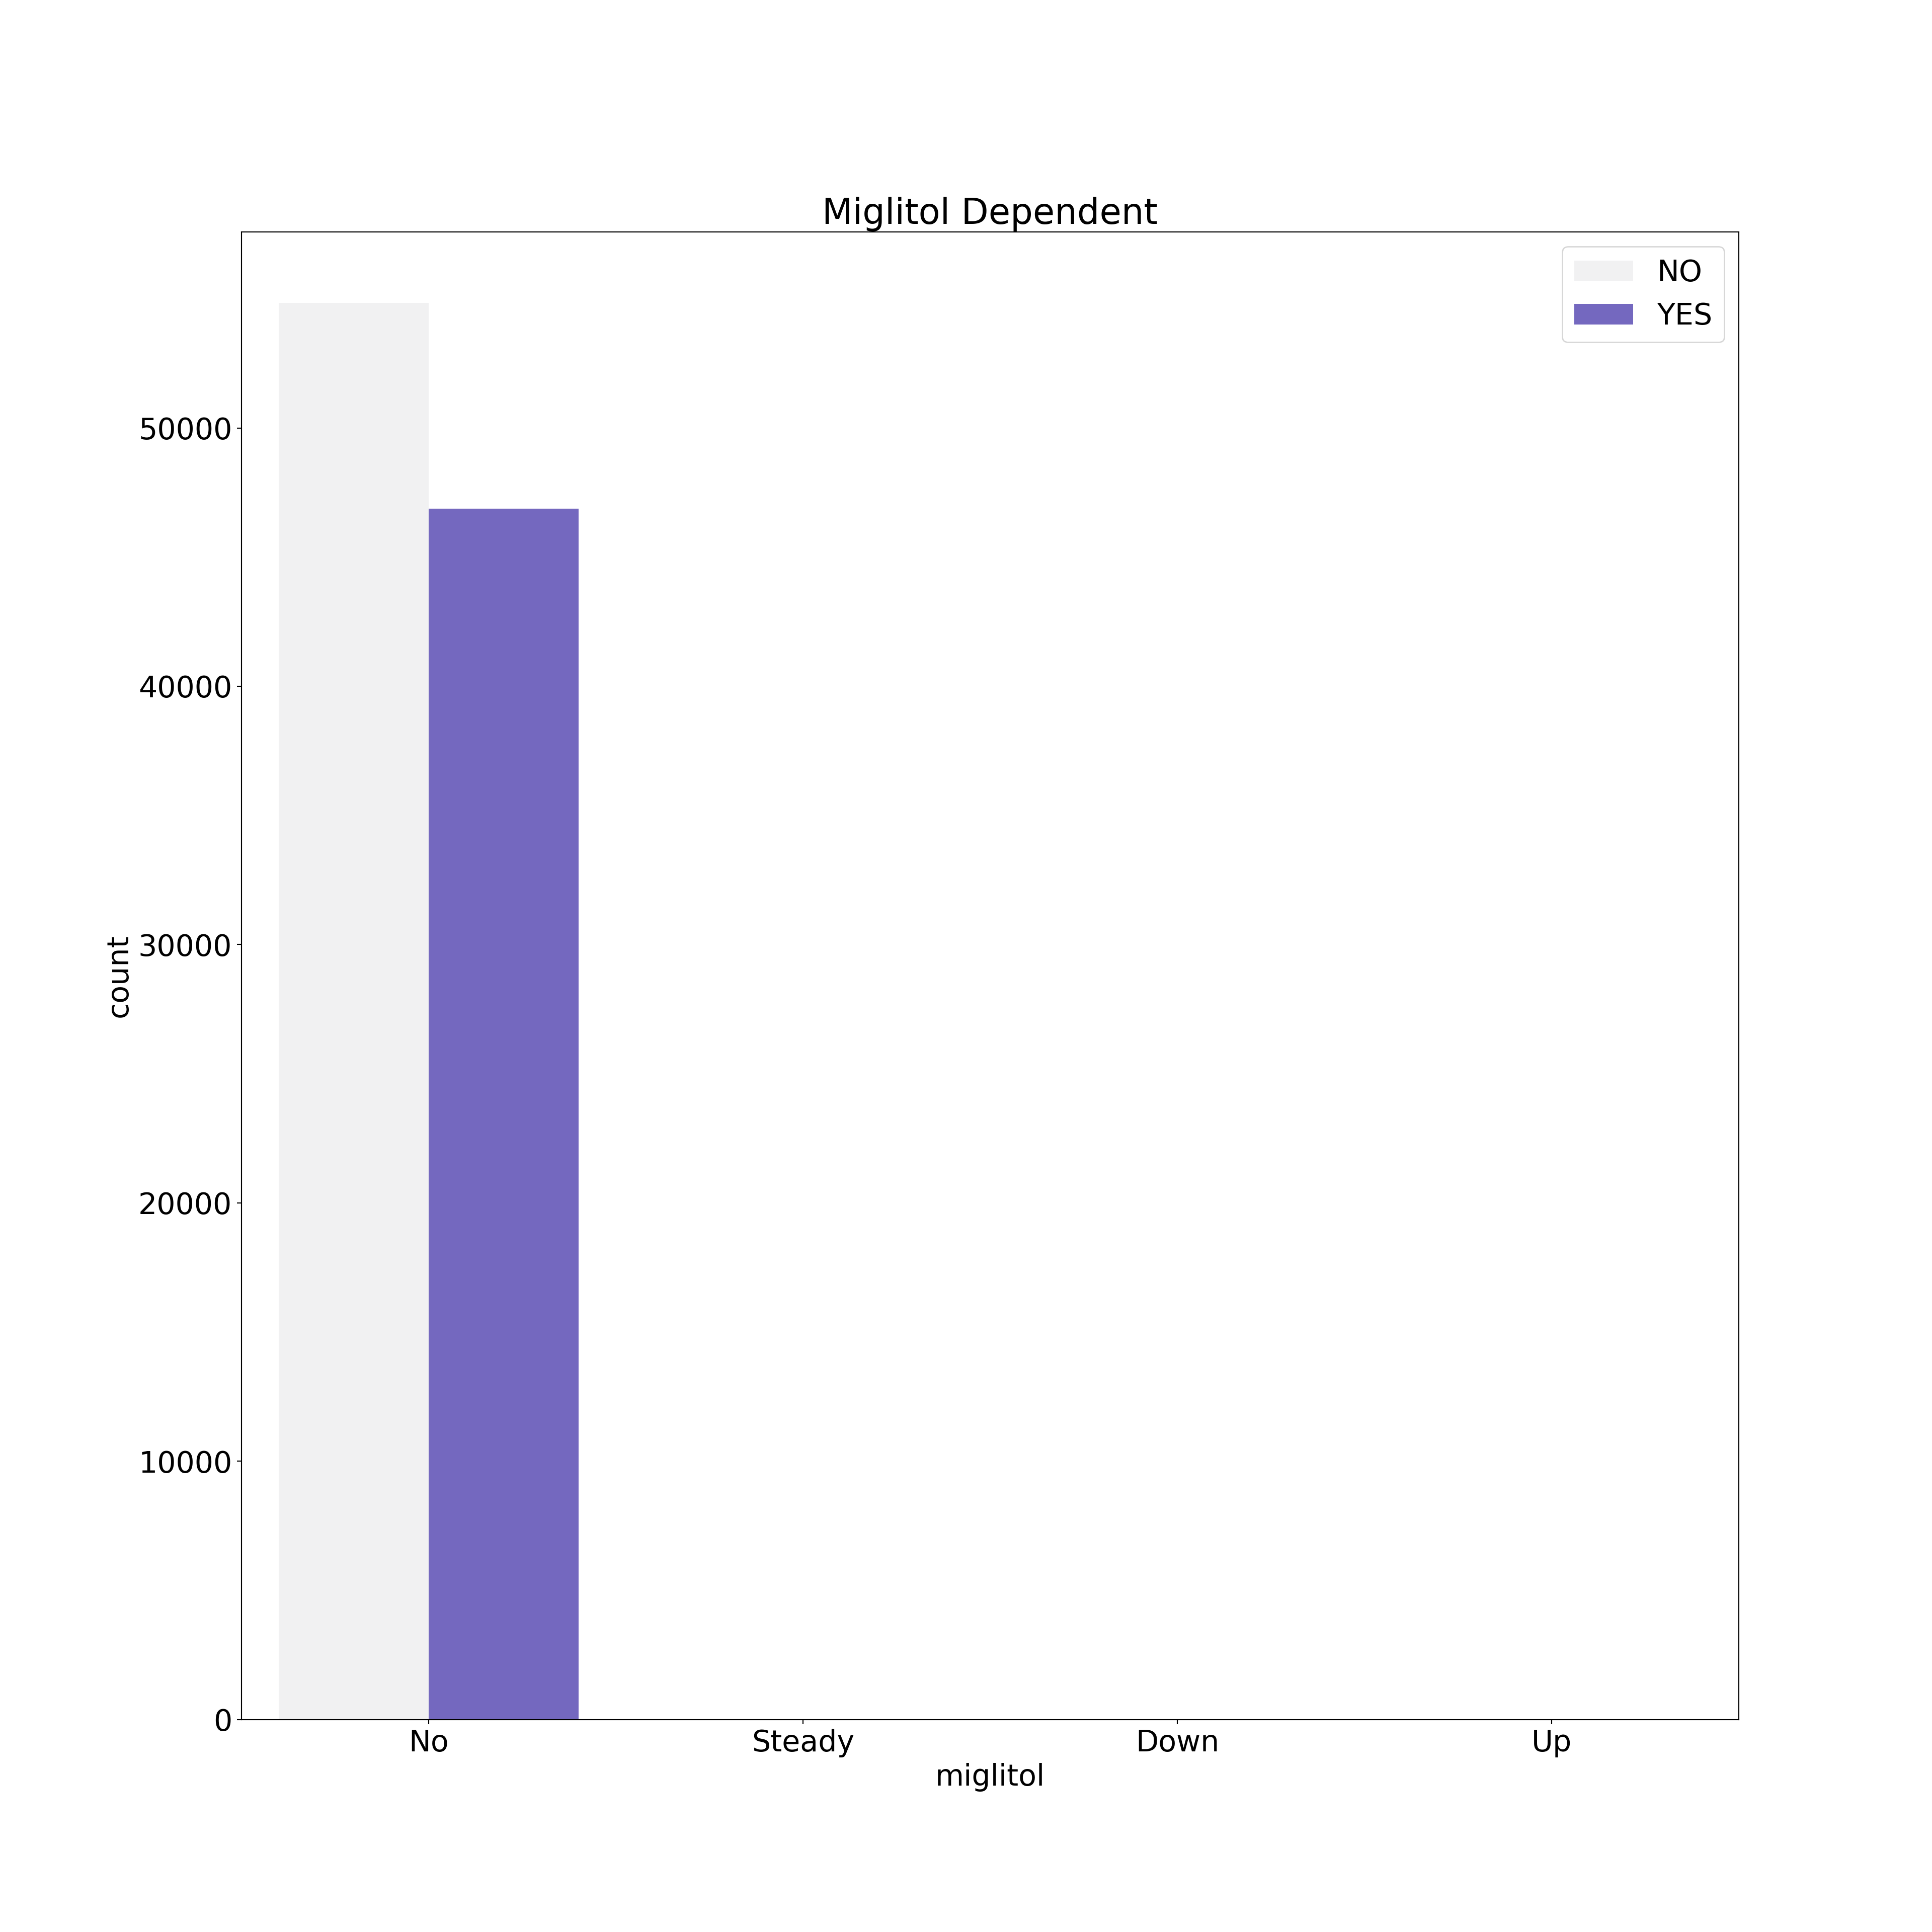 Miglitol Dependent
NO
YES
50000
40000
30000
20000
10000
0
count
No
Steady
Down
Up
miglitol